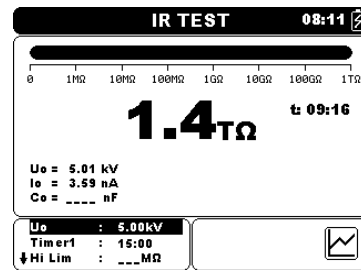 IR TEST 08:11
0 1MΩ 10MΩ 100MΩ 1GΩ 10GΩ 100GΩ 1TΩ
1.4TΩ t: 09:16
Uo = 5.01 kV
Io = 3.59 nA
Co = ____ nF
Uo : 5.00kV
Timer1 : 15:00
Hi Lim : ___MΩ